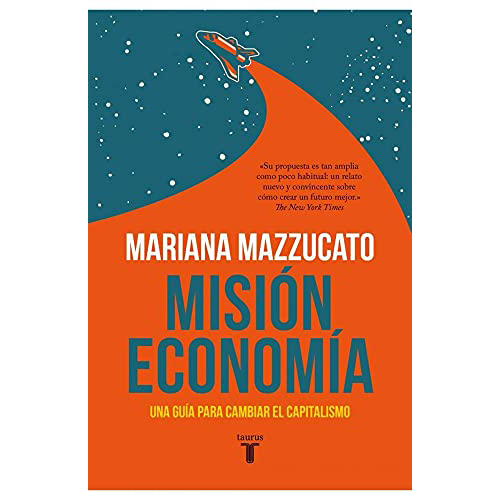 «Su propuesta es tan amplia
como poco habitual: un relato
nuevo y convincente sobre
cómo crear un futuro mejor.»
The New York Times
MARIANA MAZZUCATO
MISIÓN
ECONOMÍA
UNA GUÍA PARA CAMBIAR EL CAPITALISMO
taurus
T